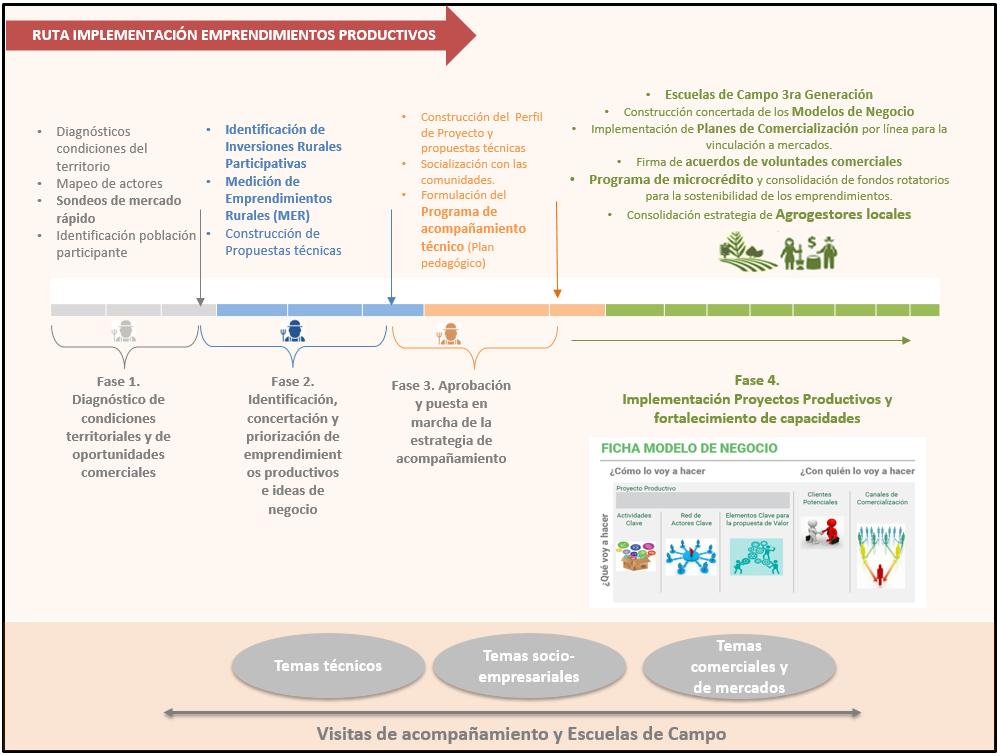 RUTA IMPLEMENTACIÓN EMPRENDIMIENTOS PRODUCTIVOS
• Diagnósticos
condiciones del
territorio
• Mapeo de actores
• Sondeos de mercado
rápido
• Identificación población
participante
• Identificación de
Inversiones Rurales
Participativas
• Medición de
Emprendimientos
Rurales (MER)
• Construcción de
Propuestas técnicas
• Construcción del Perfil
de Proyecto y
propuestas técnicas
• Socialización con las
comunidades.
• Formulación del
Programa de
acompañamiento
técnico (Plan
pedagógico)
• Escuelas de Campo 3ra Generación
• Construcción concertada de los Modelos de Negocio
• Implementación de Planes de Comercialización por línea para la
vinculación a mercados.
• Firma de acuerdos de voluntades comerciales
• Programa de microcrédito y consolidación de fondos rotatorios
para la sostenibilidad de los emprendimientos.
• Consolidación estrategia de Agrogestores locales
Fase 1.
Diagnóstico de
condiciones
territoriales y de
oportunidades
comerciales
Fase 2.
Identificación,
concertación y
priorización de
emprendimient
os productivos
e ideas de
negocio
Fase 3. Aprobación
y puesta en
marcha de la
estrategia de
acompañamiento
Fase 4.
Implementación Proyectos Productivos y
fortalecimiento de capacidades
FICHA MODELO DE NEGOCIO
¿Cómo lo voy a hacer
¿Con quién lo voy a hacer
¿Qué voy a hacer
Proyecto Productivo
Actividades
Clave
Red de
Actores Clave
Elementos Clave para
la propuesta de Valor
Clientes
Potenciales
Canales de
Comercialización
Temas técnicos
Temas socio-
empresariales
Temas
comerciales y
de mercados
Visitas de acompañamiento y Escuelas de Campo